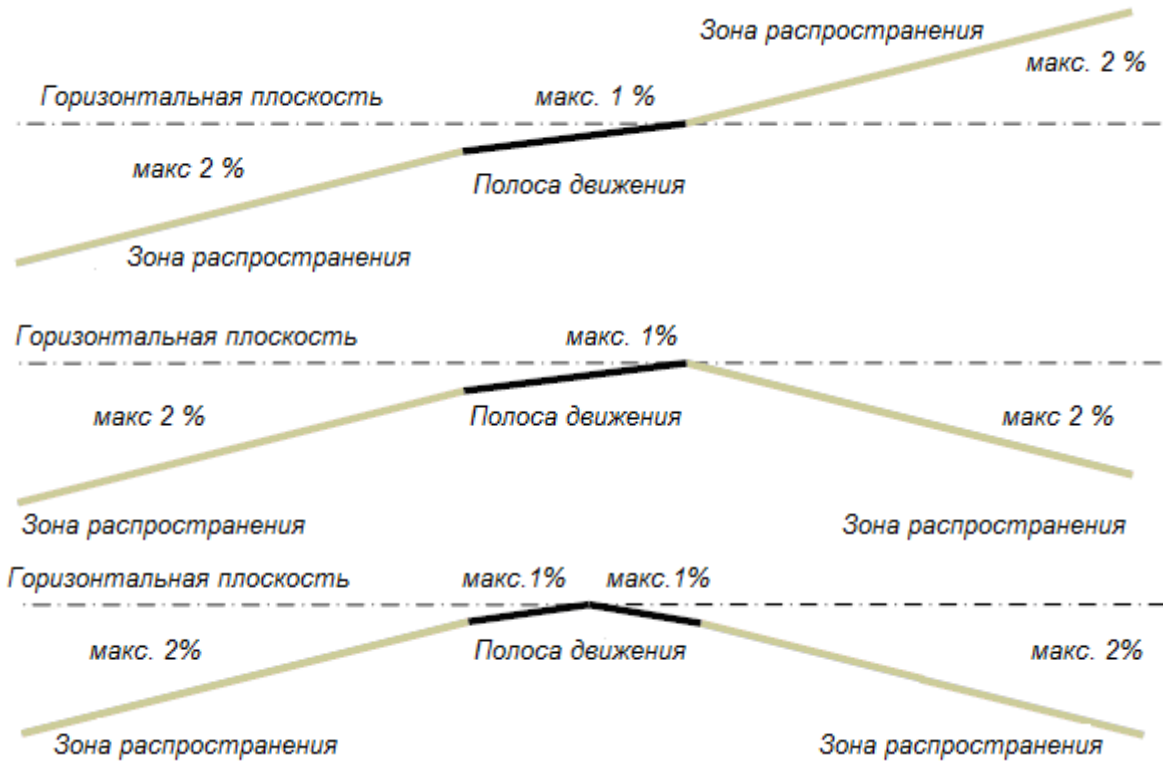 Зона распространения
макс. 2 %
Горизонтальная плоскость
макс. 1 %
макс 2 %
Полоса движения
Зона распространения
Горизонтальная плоскость
макс. 1%
макс 2 %
Полоса движения
макс 2 %
Зона распространения
Зона распространения
Горизонтальная плоскость
макс.1%
макс.1%
макс. 2%
Полоса движения
макс. 2%
Зона распространения
Зона распространения